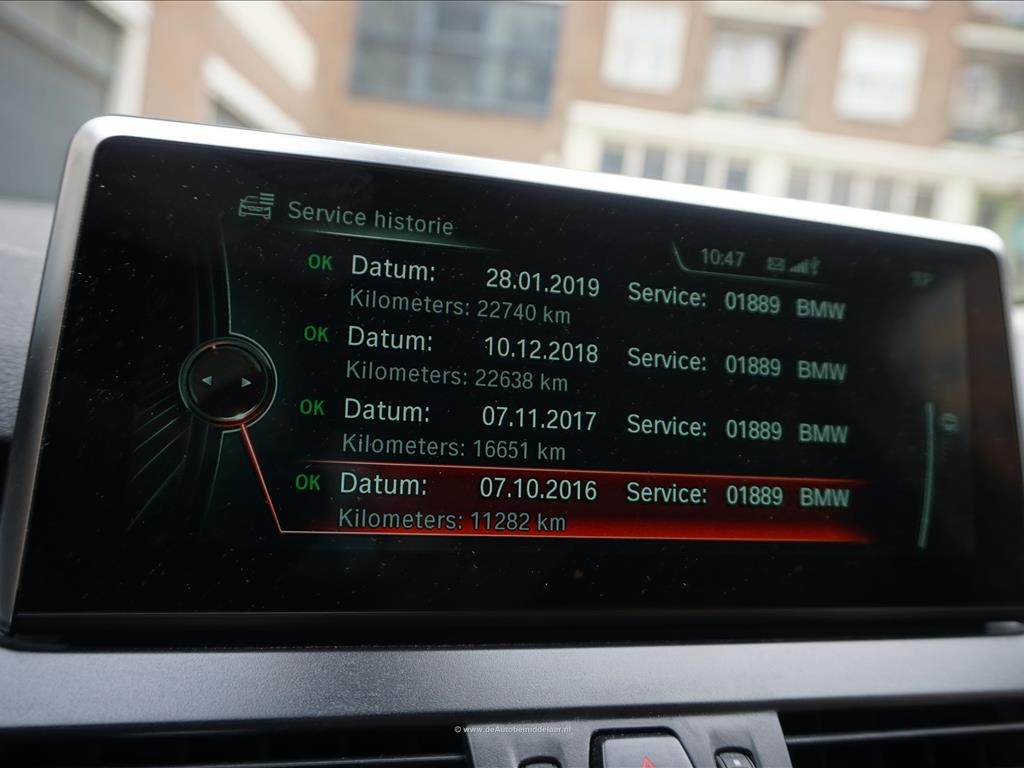 Service historie
10:47
OK Datum: 28.01.2019 Service: 01889 BMW
Kilometers: 22740 km
OK Datum: 10.12.2018 Service: 01889 BMW
Kilometers: 22638 km
OK Datum: 07.11.2017 Service: 01889 BMW
Kilometers: 16651 km
OK Datum: 07.10.2016 Service: 01889 BMW
Kilometers: 11282 km
© www.deAutobemiddelaar.nl